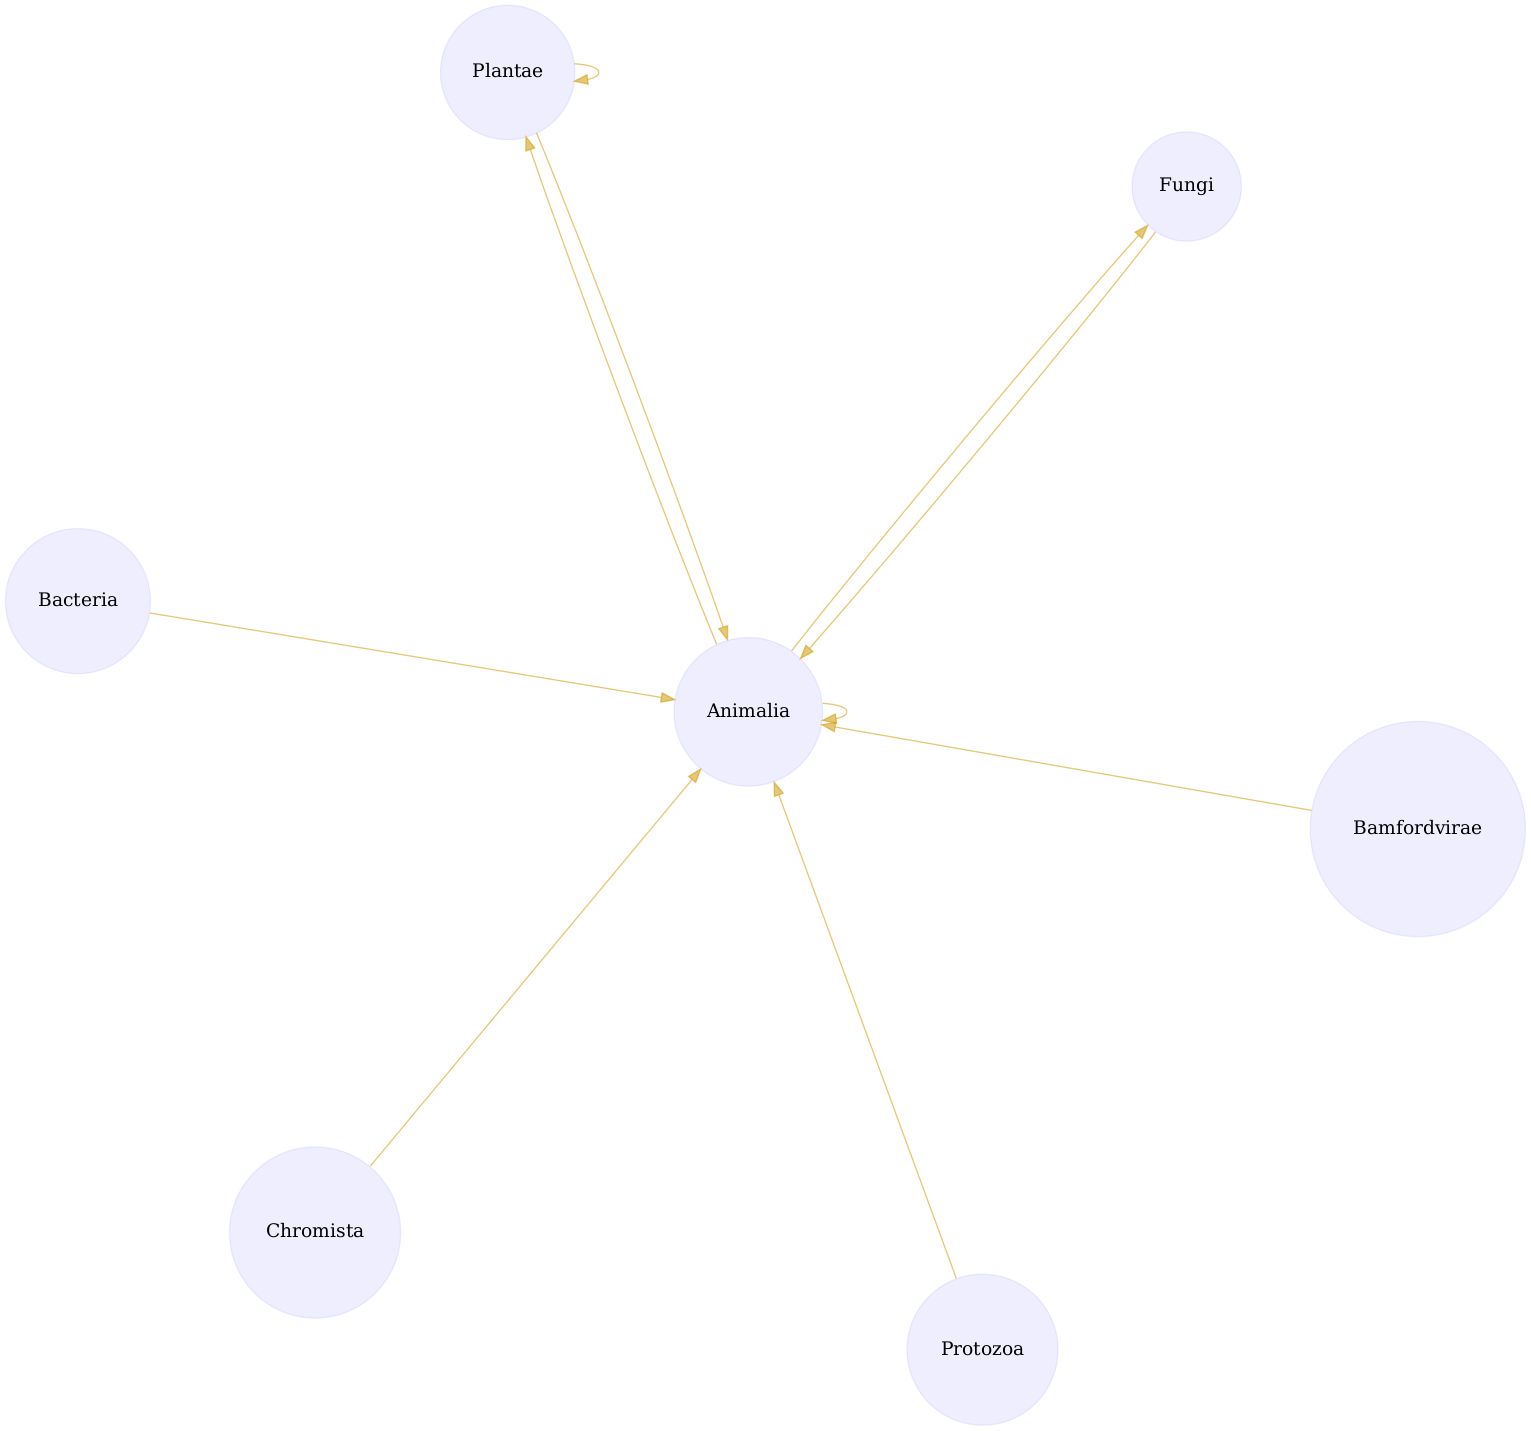 Plantae
Fungi
Bacteria
Animalia
Bamfordvirae
Chromista
Protozoa